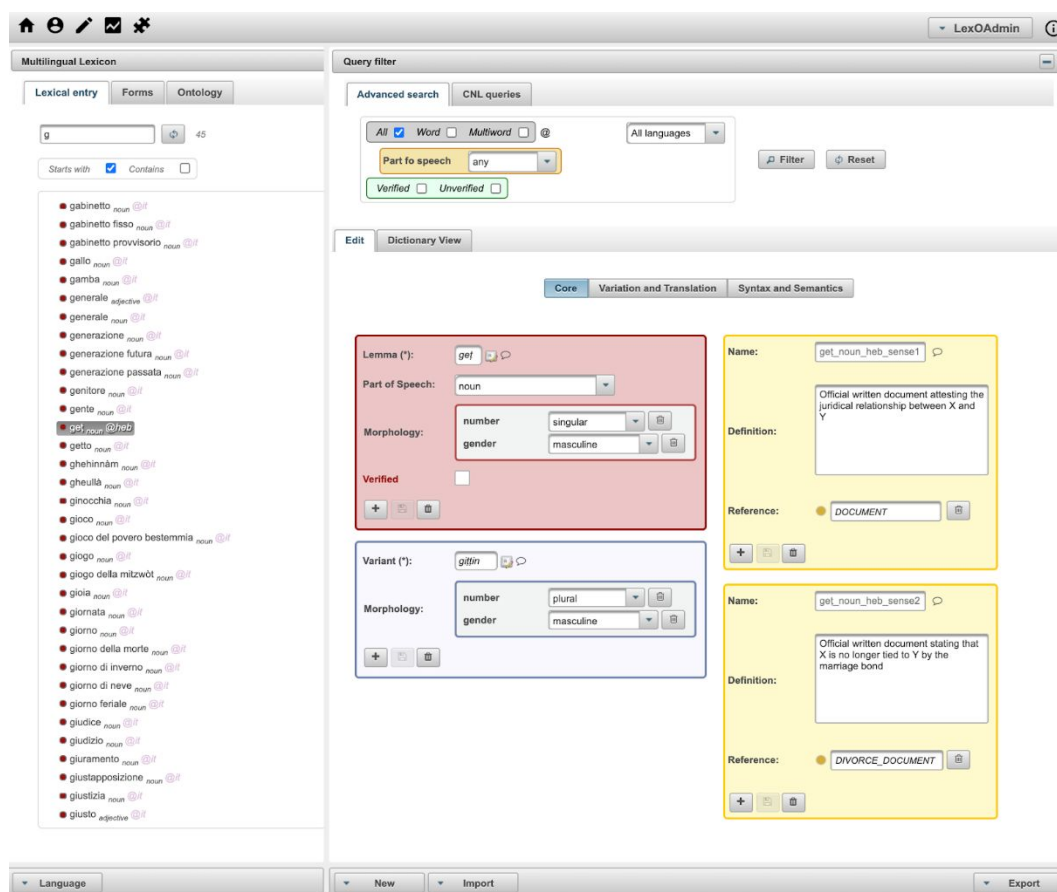 LexOAdmin
Multilingual Lexicon
Lexical entry Forms Ontology
g 45
Starts with Contains
gabinetto noun @it
gabinetto fisso noun @it
gabinetto provvisorio noun @it
gallo noun @it
gamba noun @it
generale adjective @it
generale noun @it
generazione noun @it
generazione futura noun @it
generazione passata noun @it
genitore noun @it
gente noun @it
geṭ noun @heb
getto noun @it
ghehinnàm noun @it
gheullà noun @it
ginocchia noun @it
gioco noun @it
gioco del povero bestemmia noun @it
giogo noun @it
giogo della mitzwòt noun @it
gioia noun @it
giornata noun @it
giorno noun @it
giorno della morte noun @it
giorno di inverno noun @it
giorno di neve noun @it
giorno feriale noun @it
giudice noun @it
giudizio noun @it
giuramento noun @it
giustapposizione noun @it
giustizia noun @it
giusto adjective @it
Language
Query filter
Advanced search CNL queries
All Word Multiword @ All languages
Part fo speech any
Filter Reset
Verified Unverified
Edit Dictionary View
Core Variation and Translation Syntax and Semantics
Lemma (*): geṭ
Part of Speech: noun
Morphology:
number singular
gender masculine
Verified
Variant (*): giṭṭin
Morphology:
number plural
gender masculine
Name: get_noun_heb_sense1
Definition:
Official written document attesting the
juridical relationship between X and
Y
Reference: DOCUMENT
Name: get_noun_heb_sense2
Definition:
Official written document stating that
X is no longer tied to Y by the
marriage bond
Reference: DIVORCE_DOCUMENT
New Import Export